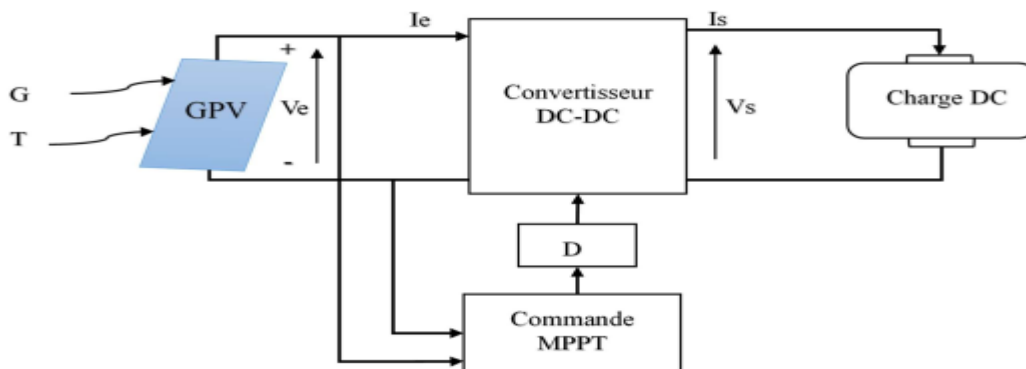 Ie
Is
+
G
GPV
Ve
Convertisseur
DC-DC
Vs
Charge DC
T
-
D
Commande
MPPT